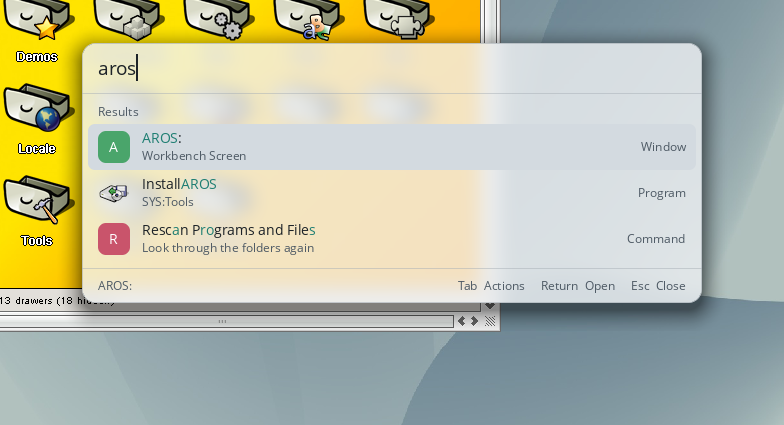 Demos
aros
Results
A
AROS:
Workbench Screen
Window
Locale
InstallAROS
SYS:Tools
Program
R
Rescan Programs and Files
Look through the folders again
Command
Tools
AROS:
Tab Actions Return Open Esc Close
13 drawers (18